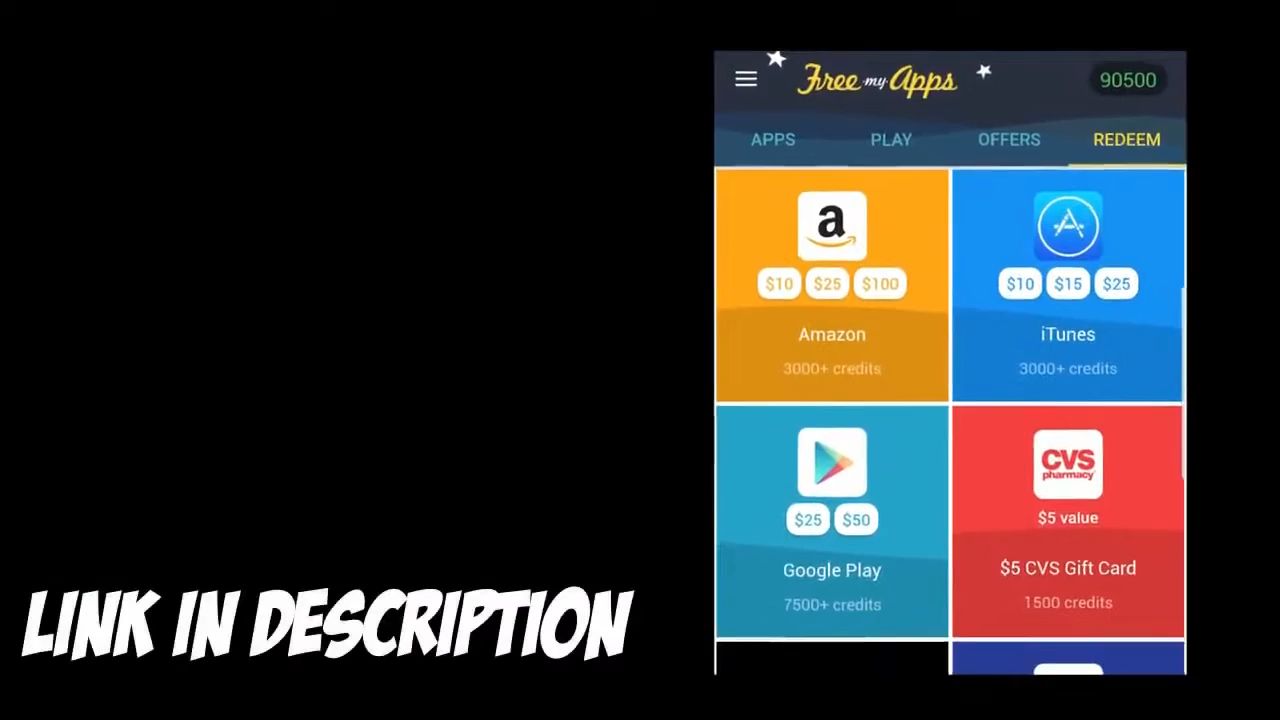 Free my Apps
90500
APPS PLAY OFFERS REDEEM
a
$10 $25 $100
Amazon
3000+ credits
$10 $15 $25
iTunes
3000+ credits
$25 $50
Google Play
7500+ credits
CVS
pharmacy
$5 value
$5 CVS Gift Card
1500 credits
LINK IN DESCRIPTION